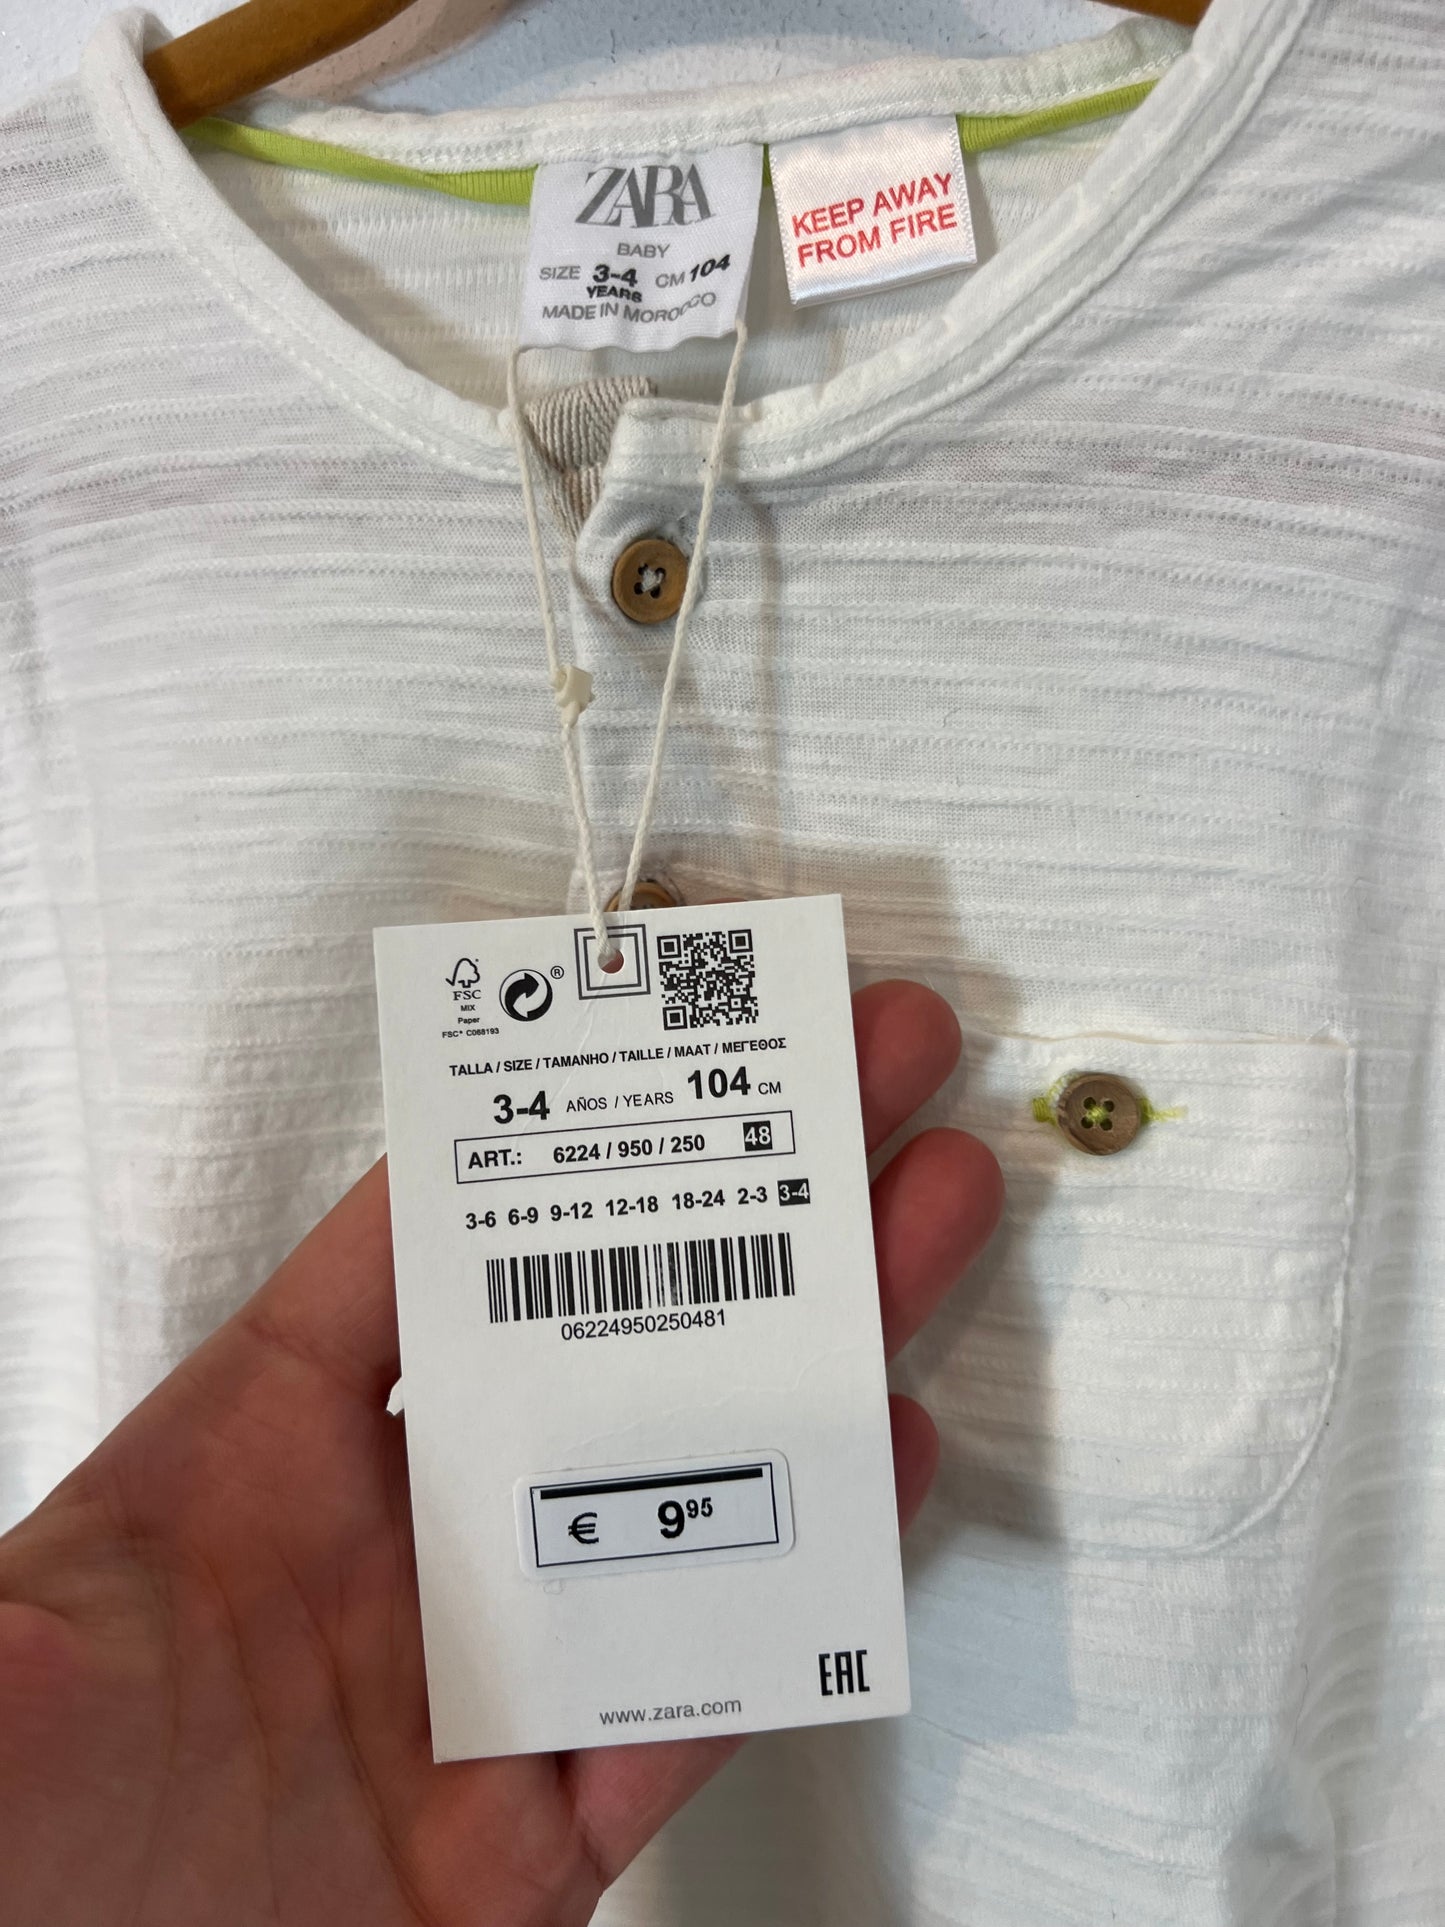 ZARA
BABY
SIZE 3-4 CM 104
YEARS
MADE IN MOROCCO
KEEP AWAY
FROM FIRE
FSC
MIX
Paper
FSC® C068193
®
TALLA / SIZE / TAMANHO / TAILLE / MAAT / ΜΕΓΕΘΟΣ
3-4 AÑOS / YEARS 104 CM
ART.: 6224 / 950 / 250 48
3-6 6-9 9-12 12-18 18-24 2-3 3-4
06224950250481
€ 9⁹⁵
EAC
www.zara.com